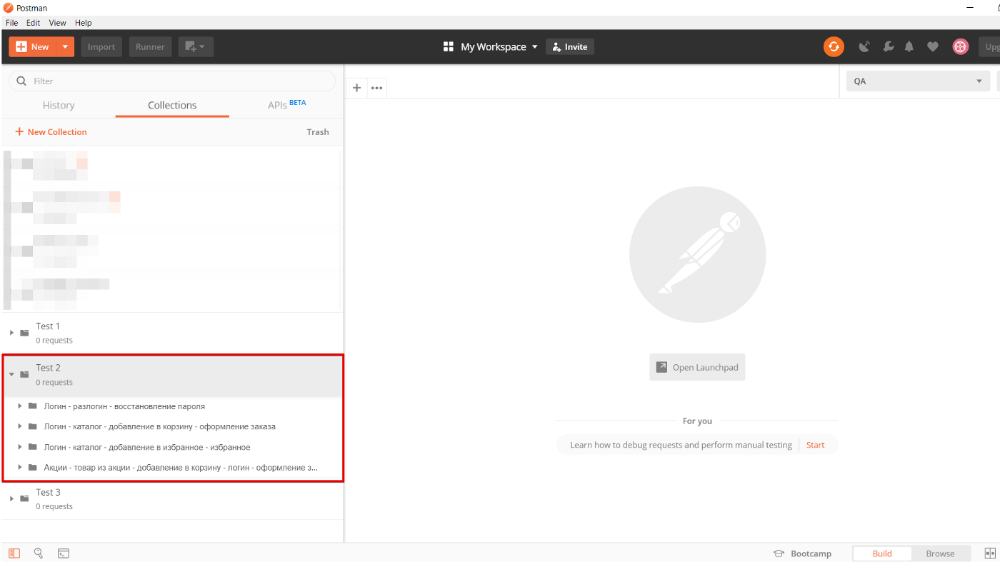 Postman
File Edit View Help
New Import Runner My Workspace Invite Upg
Filter
QA
History Collections APIs BETA
New Collection Trash
Test 1
0 requests
Test 2
0 requests
Логин - разлогин - восстановление пароля
Логин - каталог - добавление в корзину - оформление заказа
Логин - каталог - добавление в избранное - избранное
Акции - товар из акции - добавление в корзину - логин - оформление з...
Test 3
0 requests
Open Launchpad
For you
Learn how to debug requests and perform manual testing Start
Bootcamp Build Browse